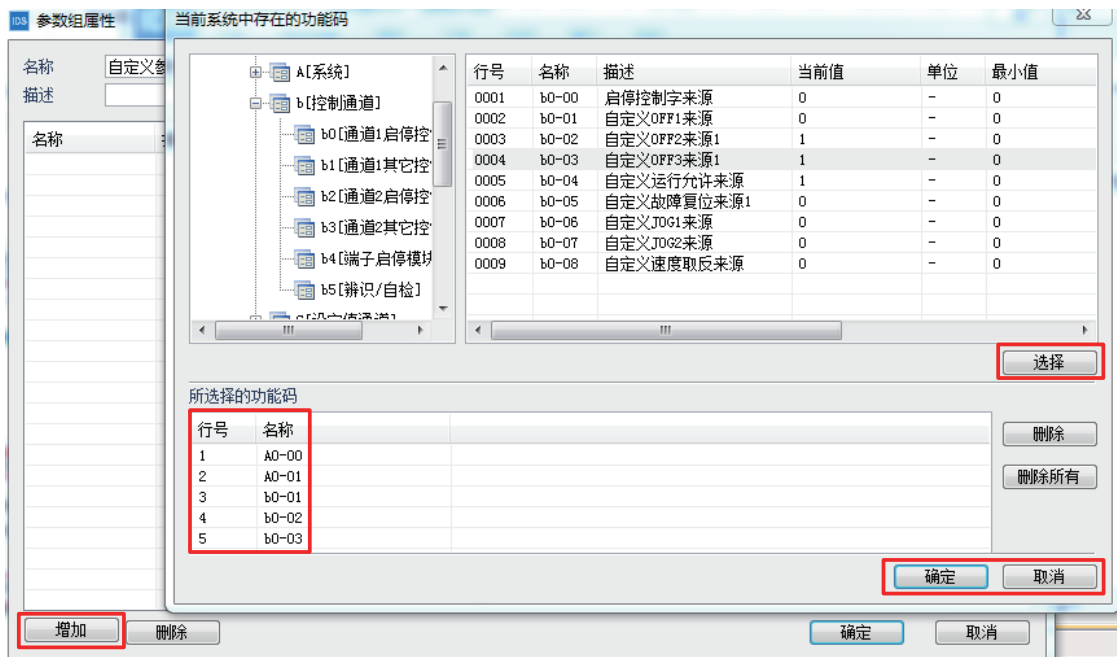 IDS 参数组属性
当前系统中存在的功能码
名称 自定义参
描述
名称
A[系统]
b[控制通道]
b0[通道1启停控
b1[通道1其它控
b2[通道2启停控
b3[通道2其它控
b4[端子启停模块
b5[辨识/自检]
行号 名称 描述 当前值 单位 最小值
0001 b0-00 启停控制字来源 0 - 0
0002 b0-01 自定义OFF1来源 0 - 0
0003 b0-02 自定义OFF2来源1 1 - 0
0004 b0-03 自定义OFF3来源1 1 - 0
0005 b0-04 自定义运行允许来源 1 - 0
0006 b0-05 自定义故障复位来源1 0 - 0
0007 b0-06 自定义JOG1来源 0 - 0
0008 b0-07 自定义JOG2来源 0 - 0
0009 b0-08 自定义速度取反来源 0 - 0
选择
所选择的功能码
行号 名称
1 A0-00
2 A0-01
3 b0-01
4 b0-02
5 b0-03
删除
删除所有
确定 取消
增加 删除 确定 取消